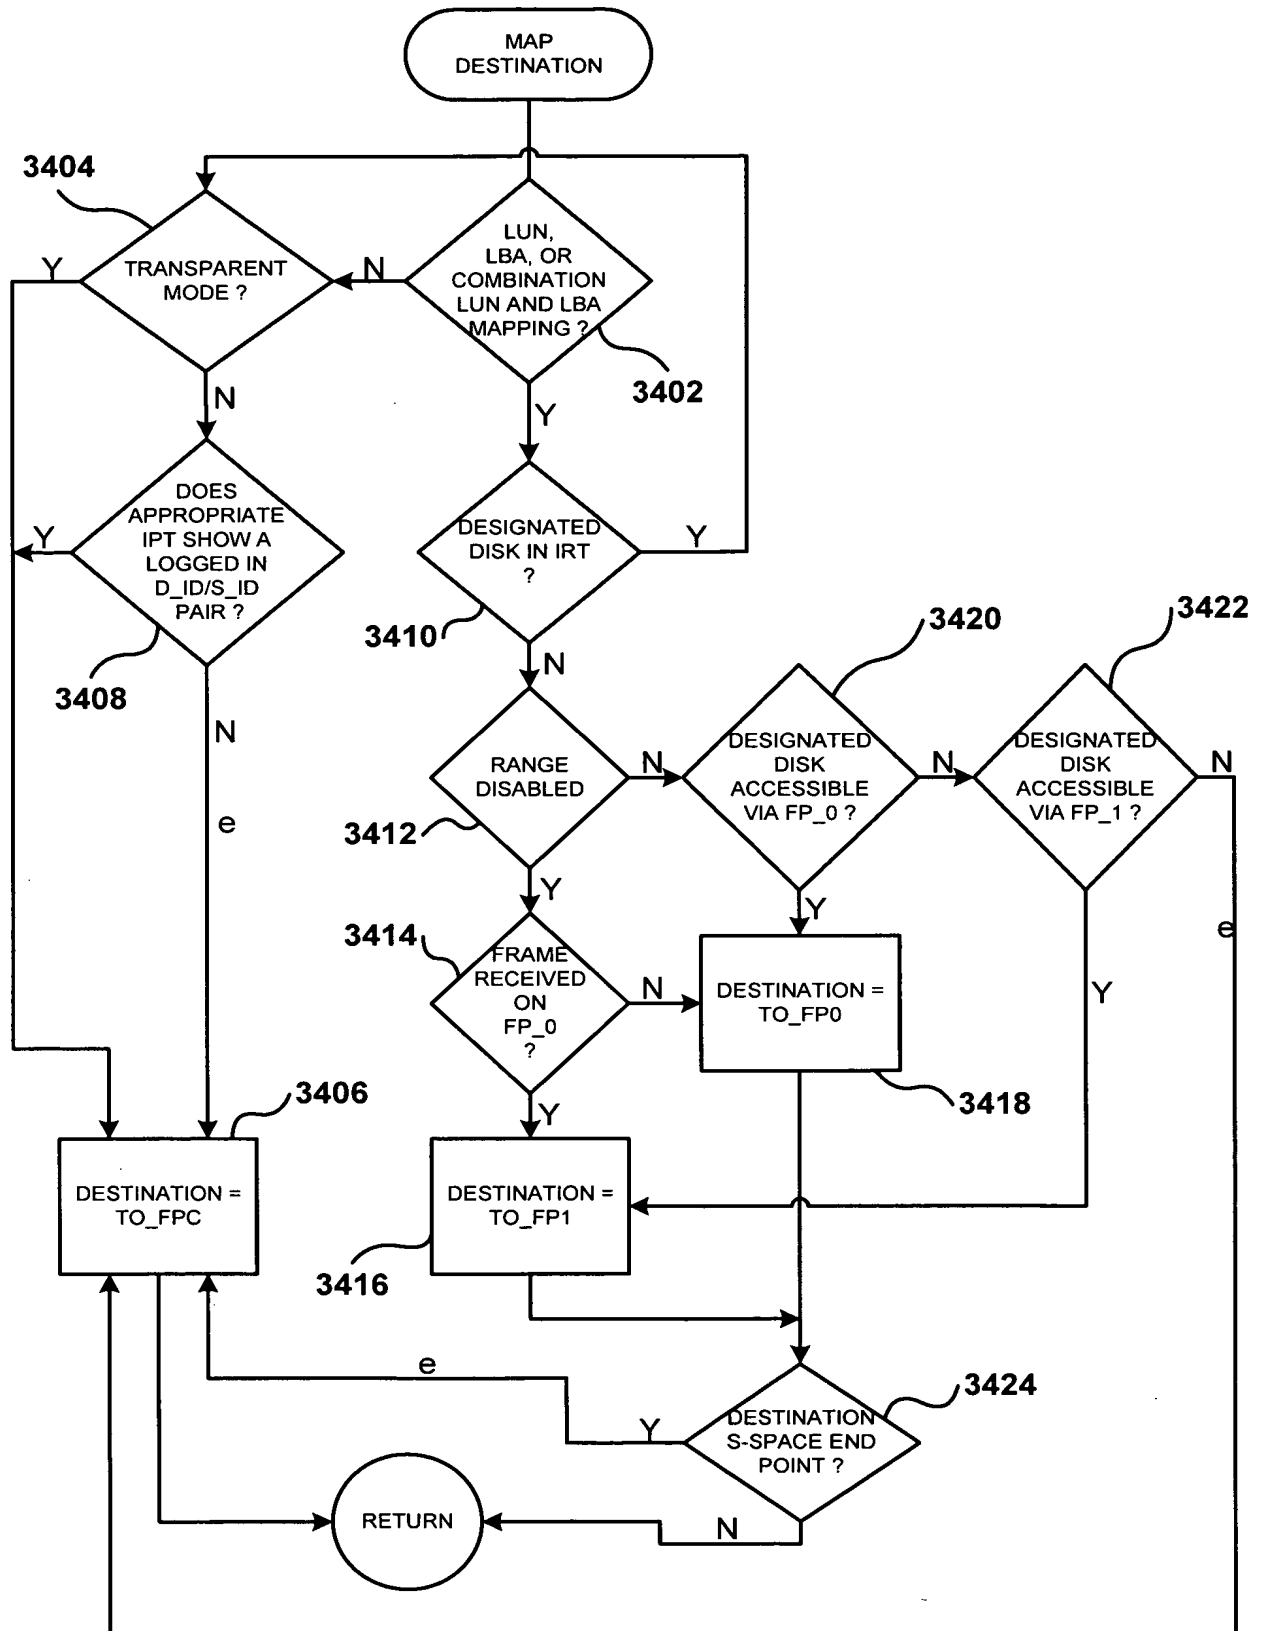 MAP
DESTINATION
3404
TRANSPARENT
MODE ?
Y
N
LUN,
LBA, OR
COMBINATION
LUN AND LBA
MAPPING ?
3402
N
Y
DOES
APPROPRIATE
IPT SHOW A
LOGGED IN
D_ID/S_ID
PAIR ?
Y
3408
DESIGNATED
DISK IN IRT
?
Y
3410
N
N
e
RANGE
DISABLED
3412
N
DESIGNATED
DISK
ACCESSIBLE
VIA FP_0 ?
3420
N
DESIGNATED
DISK
ACCESSIBLE
VIA FP_1 ?
3422
N
e
Y
Y
Y
3414
FRAME
RECEIVED
ON
FP_0
?
N
DESTINATION =
TO_FP0
3418
Y
3406
DESTINATION =
TO_FPC
DESTINATION =
TO_FP1
3416
e
Y
DESTINATION
S-SPACE END
POINT ?
3424
N
RETURN